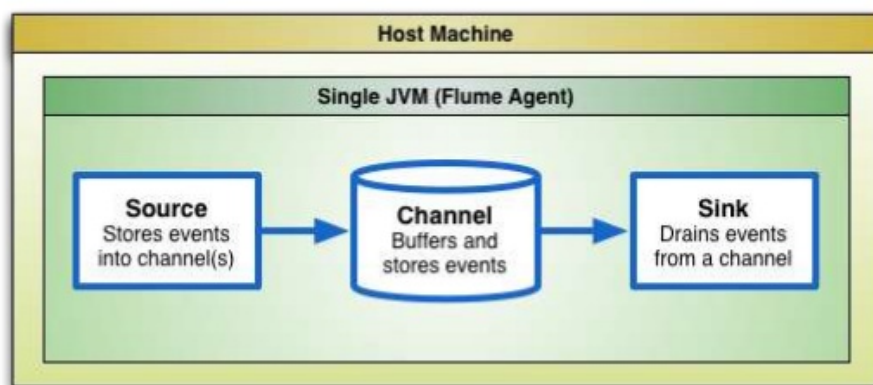 Host Machine
Single JVM (Flume Agent)
Source
Stores events
into channel(s)
Channel
Buffers and
stores events
Sink
Drains events
from a channel